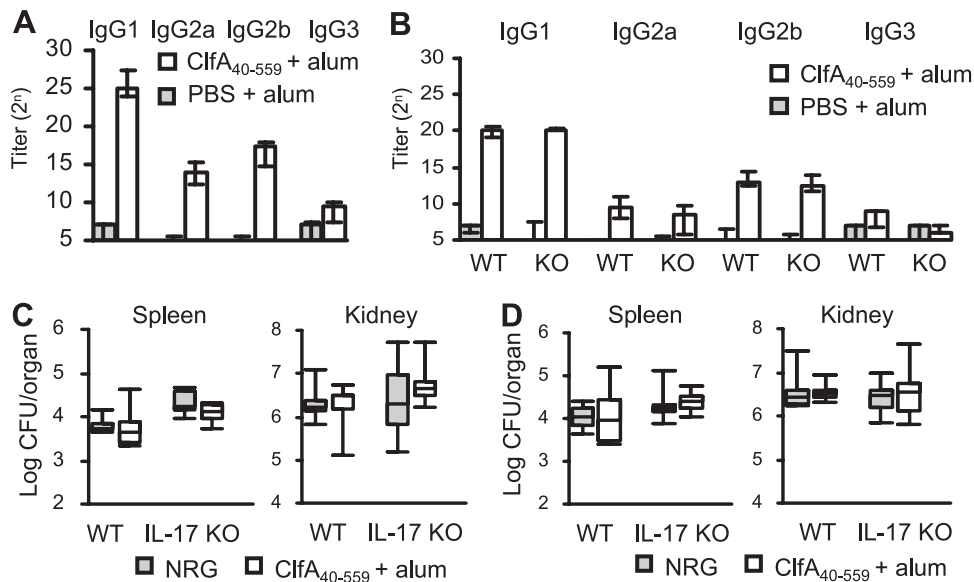 A
IgG1 IgG2a IgG2b IgG3
ClfA40-559 + alum
PBS + alum
Titer (2ⁿ)
30
25
20
15
10
5
B
IgG1 IgG2a IgG2b IgG3
ClfA40-559 + alum
PBS + alum
Titer (2ⁿ)
30
20
10
5
WT KO WT KO WT KO WT KO
C
Spleen Kidney
Log CFU/organ
6
5
4
3
2
8
7
6
5
4
WT IL-17 KO WT IL-17 KO
NRG ClfA40-559 + alum
D
Spleen Kidney
Log CFU/organ
6
5
4
3
2
8
7
6
5
4
WT IL-17 KO WT IL-17 KO
NRG ClfA40-559 + alum